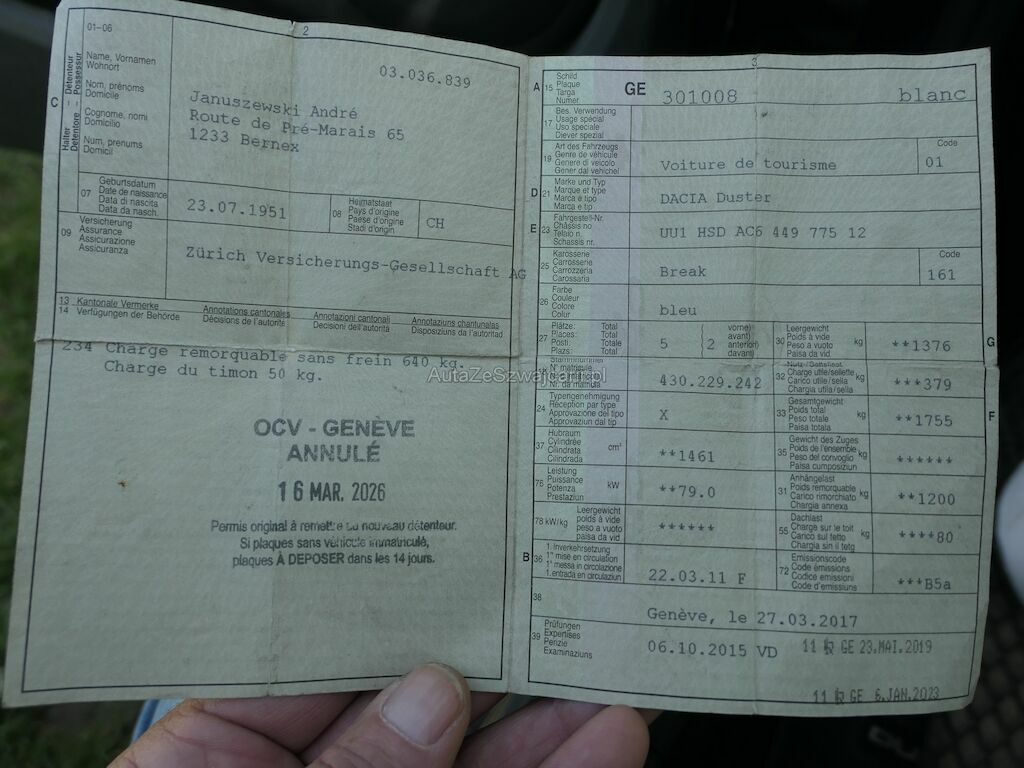 01-06
2
Name, Vornamen
Wohnort
Nom, prénoms
Domicile
Cognome, nomi
Domicilio
Num, prenums
Domicil
Détenteur
Possessur
C
Halter
Detentore
03.036.839
Januszewski André
Route de Pré-Marais 65
1233 Bernex
07
Geburtsdatum
Date de naissance
Data di nascita
Data da nasch.
23.07.1951
08
Heimatstaat
Pays d'origine
Paese d'origine
Stadi d'origin
CH
09
Versicherung
Assurance
Assicurazione
Assicuranza
Zürich Versicherungs-Gesellschaft AG
13 Kantonale Vermerke Annotations cantonales Annotazioni cantonali Annotaziuns chantunalas
14 Verfügungen der Behörde Décisions de l'autorité Decisioni dell'autorità Disposiziuns da l'autoritad
234 Charge remorquable sans frein 640 kg.
Charge du timon 50 kg.
OCV - GENÈVE
ANNULÉ
16 MAR. 2026
Permis original à remettre au nouveau détenteur.
Si plaques sans véhicule immatriculé,
plaques À DEPOSER dans les 14 jours.
AutaZeSzwajcarii.pl
3
A 15
Schild
Plaque
Targa
Numer
GE 301008 blanc
17
Bes. Verwendung
Usage spécial
Uso speciale
Diever spezial
19
Art des Fahrzeugs
Genre de véhicule
Genere di veicolo
Gener dal vehichel
Voiture de tourisme
Code
01
D 21
Marke und Typ
Marque et type
Marca e tipo
Marca e tip
DACIA Duster
E 23
Fahrgestell-Nr.
Châssis no
Telaio n.
Schassis nr.
UU1 HSD AC6 449 775 12
25
Karosserie
Carrosserie
Carrozzeria
Carossaria
Break
Code
161
26
Farbe
Couleur
Colore
Colur
bleu
27
Plätze: Total
Places: Total
Posti: Totale
Plazs: Total
5 { 2
vorne)
avant)
anteriori)
davant)
30
Leergewicht
Poids à vide
Peso a vuoto
Paisa da vid
kg
**1376
G
Stammnummer
N° matricule
Nr. da matricla
430.229.242
32
Charge utile/sellette
Carico utile/sella
Chargia utila/sella
kg
***379
24
Typengenehmigung
Réception par type
Approvazione del tipo
Approvaziun dal tip
X
33
Gesamtgewicht
Poids total
Peso totale
Paisa totala
kg
**1755
F
37
Hubraum
Cylindrée
Cilindrata
Cilindrada
cm³
**1461
35
Gewicht des Zuges
Poids de l'ensemble
Peso del convoglio
Paisa cumposiziun
kg
******
76
Leistung
Puissance
Potenza
Prestaziun
kW
**79.0
31
Anhängelast
Poids remorquable
Carico rimorchiato
Chargia annexa
kg
**1200
78 kW/kg
Leergewicht
poids à vide
peso a vuoto
paisa da vid
******
55
Dachlast
Charge sur le toit
Carico sul tetto
Chargia sin il tetg
kg
****80
B 36
1. Inverkehrsetzung
1re mise en circulation
1a messa in circolazione
1. entrada en circulaziun
22.03.11 F
72
Emissionscode
Code émissions
Codice emissioni
Code d'emissiuns
***B5a
38
Genève, le 27.03.2017
39
Prüfungen
Expertises
Perizie
Examinaziuns
06.10.2015 VD
11 GE 23.MAI.2019
11 GE 6.JAN.2023